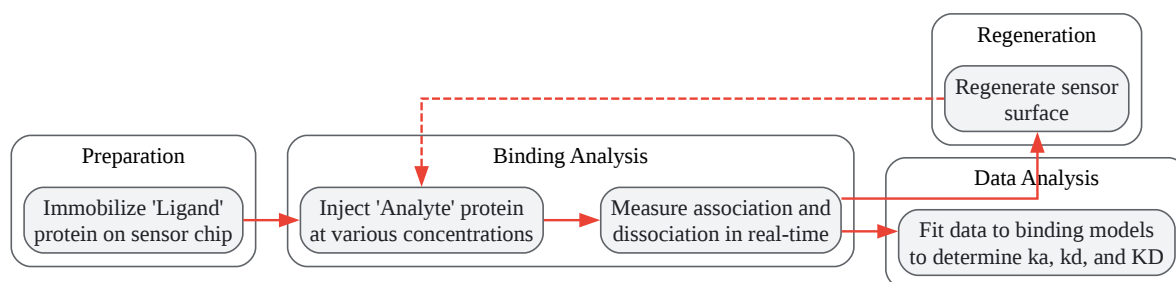 Regeneration
Regenerate sensor
surface
Preparation
Immobilize 'Ligand'
protein on sensor chip
Binding Analysis
Inject 'Analyte' protein
at various concentrations
Measure association and
dissociation in real-time
Data Analysis
Fit data to binding models
to determine ka, kd, and KD